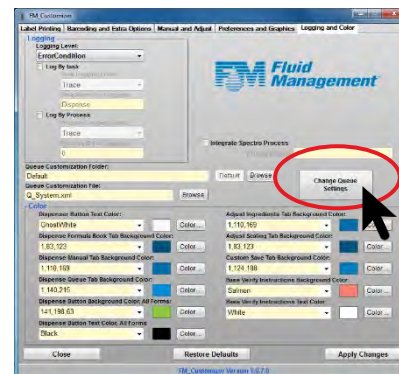 FM_Customizer
Label Printing Barcoding and Extra Options Manual and Adjust Preferences and Graphics Logging and Color
Logging
Logging Level:
ErrorCondition
Log By Task
Trace
Dispense
Log By Process
Trace
0
FM Fluid Management
Integrate Spectro Process
Queue Customization Folder:
Default
Default Browse
Queue Customization File:
Q_System.xml
Browse
Change Queue Settings
Color
Dispenser Button Text Color:
GhostWhite Color...
Dispense Formula Book Tab Background Color:
1,83,123 Color...
Dispense Manual Tab Background Color:
1,110,169 Color...
Dispense Queue Tab Background Color:
1,140,215 Color...
Dispense Button Background Color, All Forms:
141,198,63 Color...
Dispense Button Text Color, All Forms
Black Color...
Adjust Ingredients Tab Background Color:
1,110,169
Adjust Scaling Tab Background Color:
1,83,123 Color...
Custom Save Tab Background Color:
1,124,188 Color...
Base Verify Instructions Background Color:
Salmon Color...
Base Verify Instructions Text Color
White Color...
Close Restore Defaults Apply Changes
FM_Customizer Version 1.0.7.0